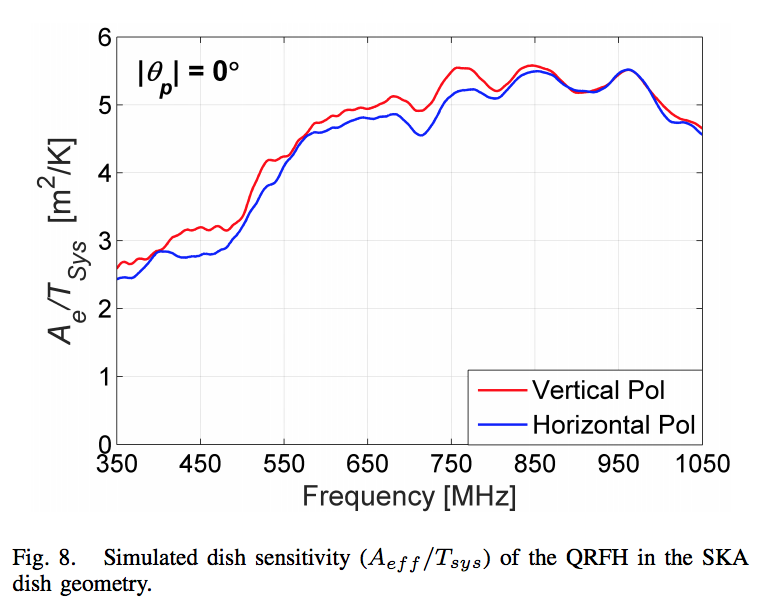 6
|θp| = 0°
5
4
3
2
1
0
Ae/TSys [m²/K]
Vertical Pol
Horizontal Pol
350 450 550 650 750 850 950 1050
Frequency [MHz]
Fig. 8. Simulated dish sensitivity (Aeff/Tsys) of the QRFH in the SKA
dish geometry.